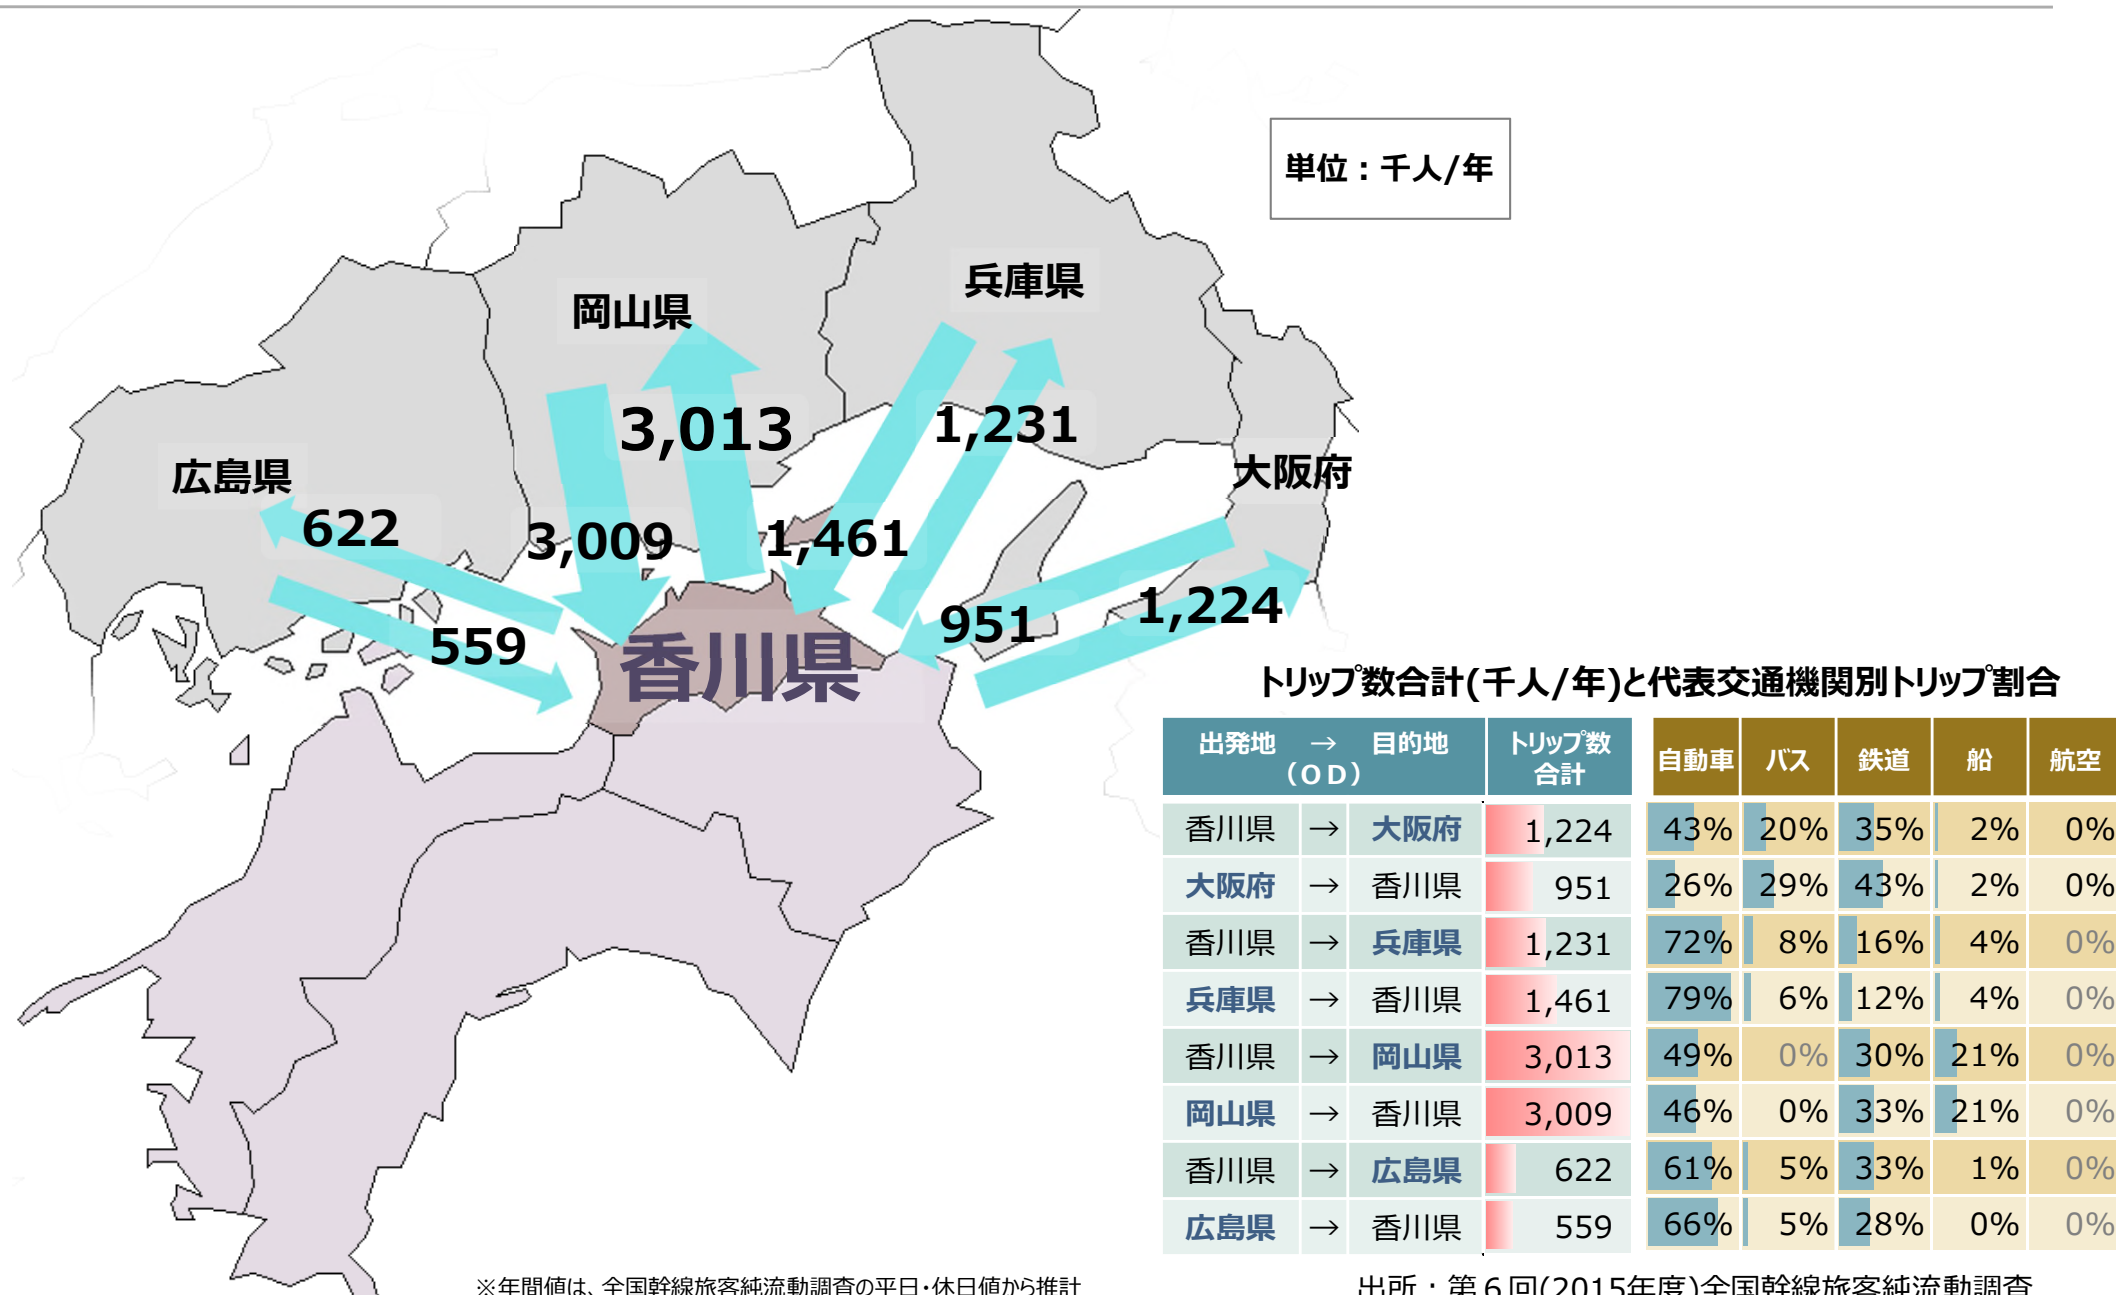 単位：千人/年
兵庫県
岡山県
3,013
1,231
広島県
大阪府
622
3,009
1,461
951
1,224
559
香川県
トリップ数合計(千人/年)と代表交通機関別トリップ割合
出発地 → 目的地 (OD) トリップ数合計 自動車 バス 鉄道 船 航空
香川県 → 大阪府 1,224 43% 20% 35% 2% 0%
大阪府 → 香川県 951 26% 29% 43% 2% 0%
香川県 → 兵庫県 1,231 72% 8% 16% 4% 0%
兵庫県 → 香川県 1,461 79% 6% 12% 4% 0%
香川県 → 岡山県 3,013 49% 0% 30% 21% 0%
岡山県 → 香川県 3,009 46% 0% 33% 21% 0%
香川県 → 広島県 622 61% 5% 33% 1% 0%
広島県 → 香川県 559 66% 5% 28% 0% 0%
※年間値は、全国幹線旅客純流動調査の平日・休日値から推計
出所：第６回(2015年度)全国幹線旅客純流動調査